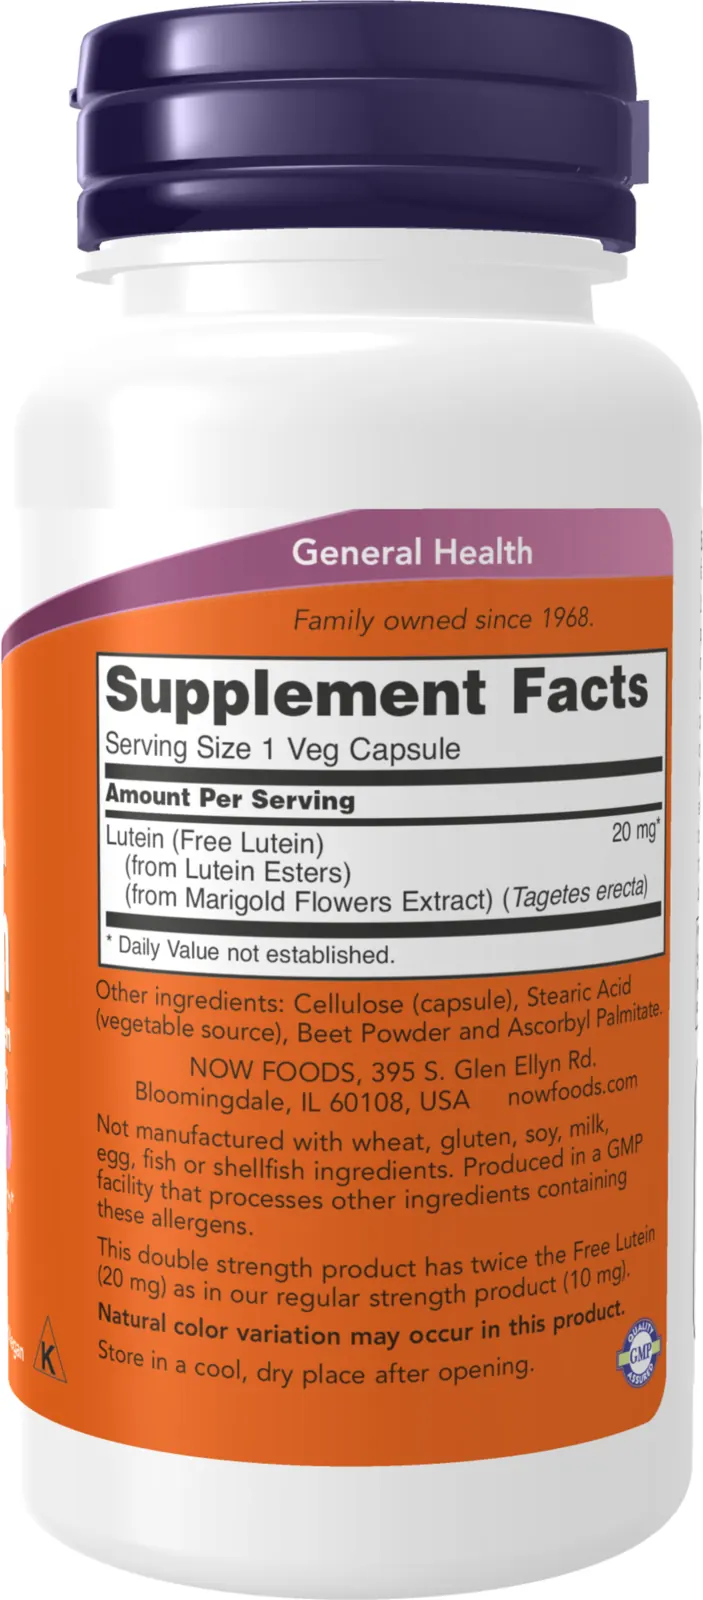 General Health
Family owned since 1968.
Supplement Facts
Serving Size 1 Veg Capsule
Amount Per Serving
Lutein (Free Lutein) 20 mg*
(from Lutein Esters)
(from Marigold Flowers Extract) (Tagetes erecta)
* Daily Value not established.
Other ingredients: Cellulose (capsule), Stearic Acid
(vegetable source), Beet Powder and Ascorbyl Palmitate.
NOW FOODS, 395 S. Glen Ellyn Rd.
Bloomingdale, IL 60108, USA nowfoods.com
Not manufactured with wheat, gluten, soy, milk,
egg, fish or shellfish ingredients. Produced in a GMP
facility that processes other ingredients containing
these allergens.
This double strength product has twice the Free Lutein
(20 mg) as in our regular strength product (10 mg).
Natural color variation may occur in this product.
Store in a cool, dry place after opening.
K
QUALITY
GMP
ASSURED